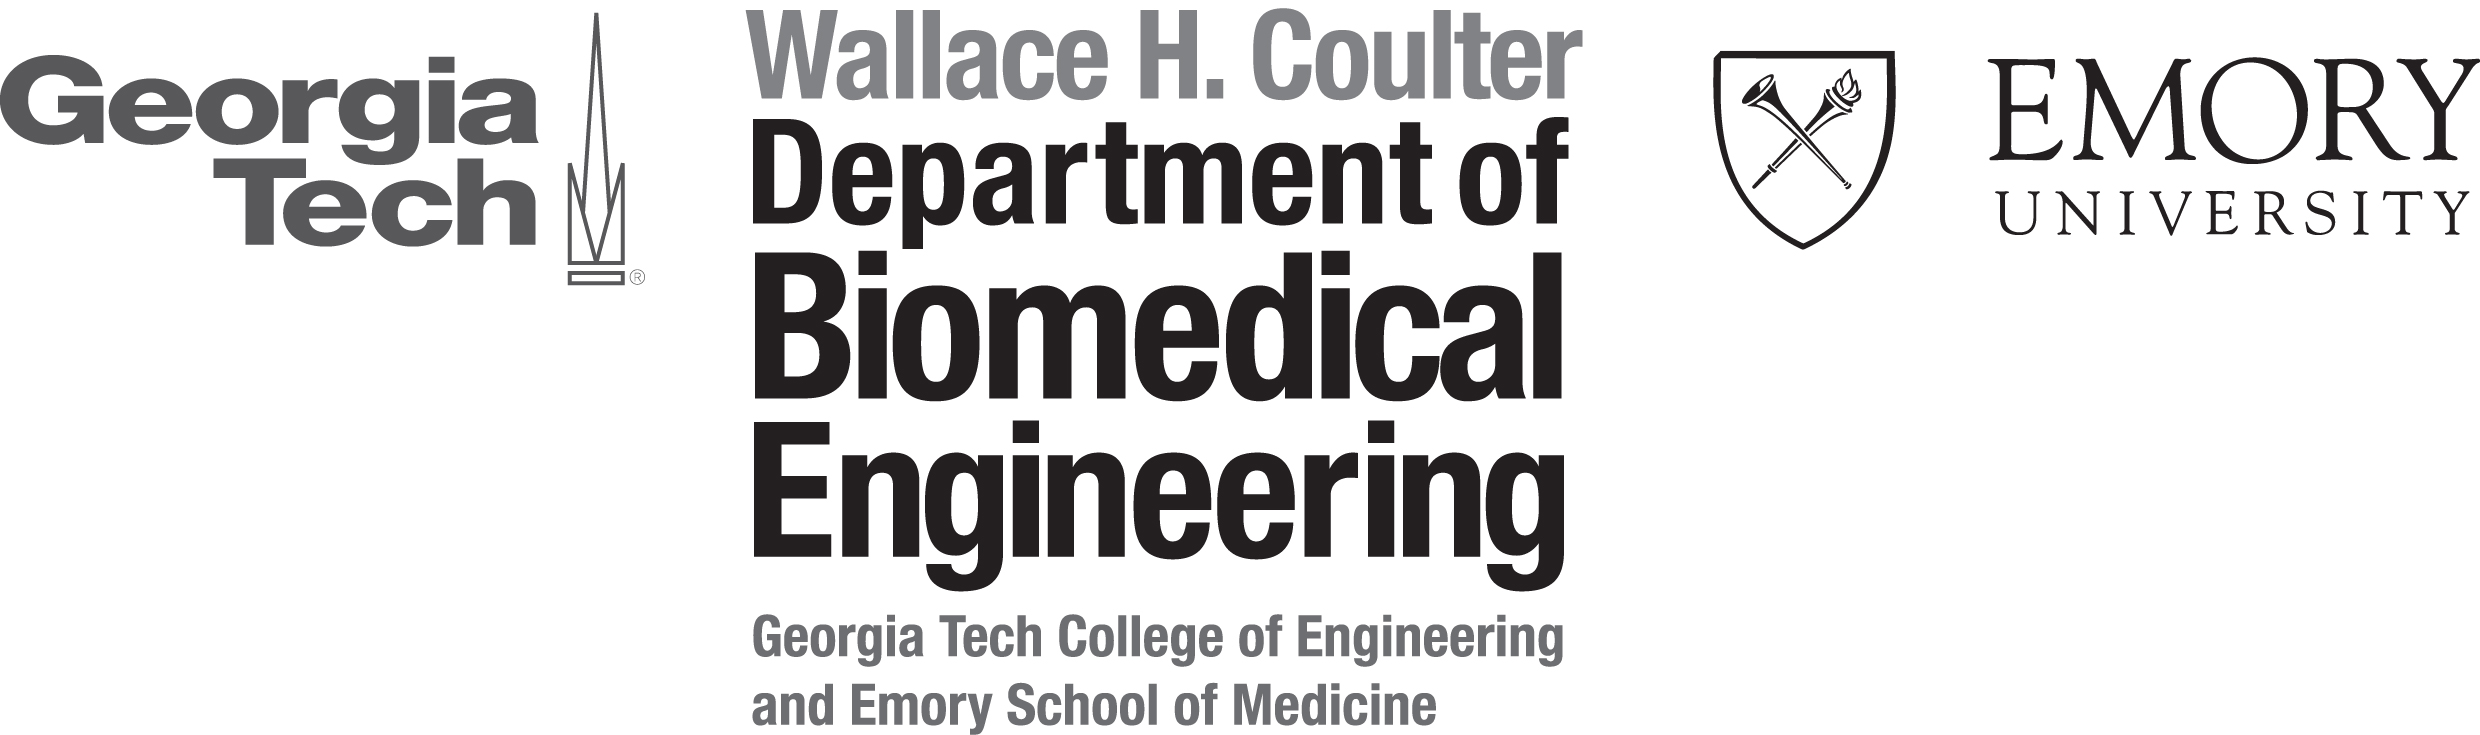 Georgia
Tech
®
Wallace H. Coulter
Department of
Biomedical
Engineering
Georgia Tech College of Engineering
and Emory School of Medicine
EMORY
UNIVERSITY